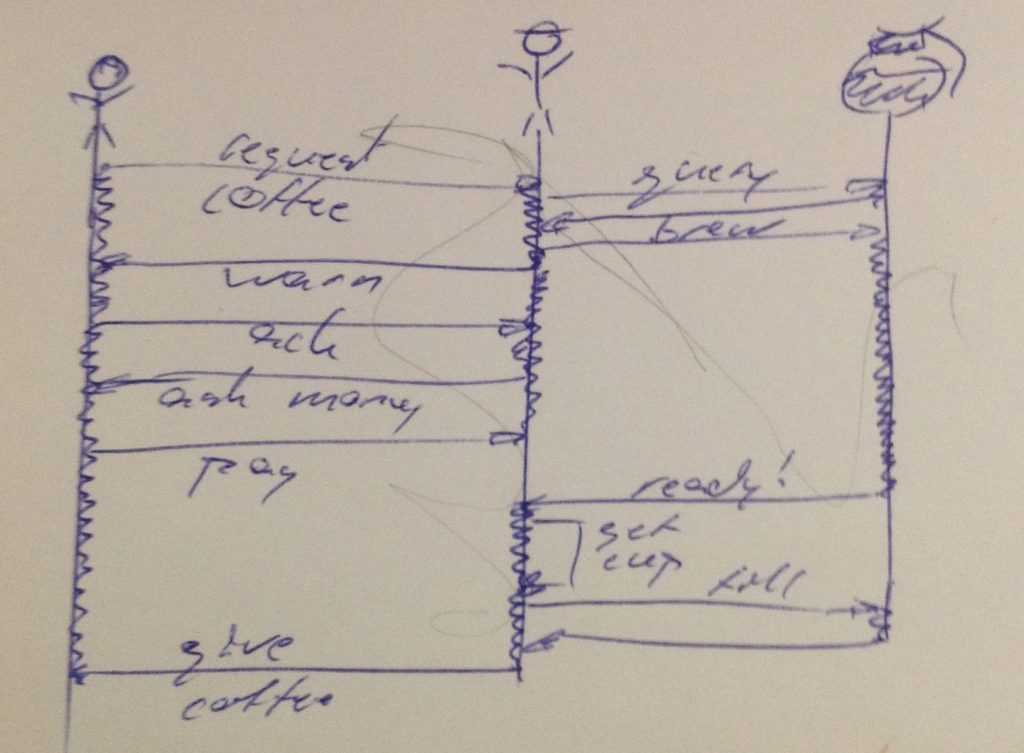 request
coffee
query
brew
warn
ack
ask money
pay
ready!
get
cup
fill
give
coffee